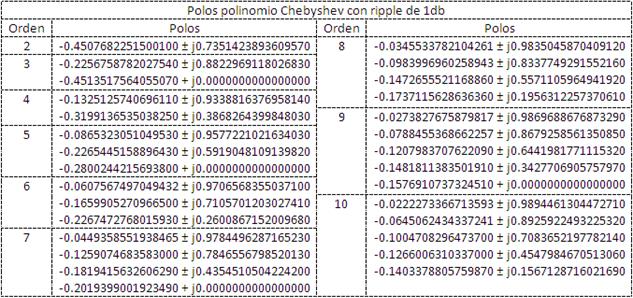 Polos polinomio Chebyshev con ripple de 1db
Orden Polos Orden Polos
2 -0.4507682251500100 ± j0.7351423893609570
3 -0.2256758782027540 ± j0.8822969118026830
-0.4513517564055070 + j0.0000000000000000
4 -0.1325125740696110 ± j0.9338816376958140
-0.3199136535038250 ± j0.3868264399848030
5 -0.0865323051049530 ± j0.9577221021634030
-0.2265445158896430 ± j0.5919048109139820
-0.2800244215693800 + j0.0000000000000000
6 -0.0607567497049432 ± j0.9706568355037100
-0.1659905270966500 ± j0.7105701203027410
-0.2267472768015930 ± j0.2600867152009680
7 -0.0449358551938465 ± j0.9784496287165230
-0.1259074683583000 ± j0.7846556798520130
-0.1819415632606290 ± j0.4354510504224200
-0.2019399001923490 + j0.0000000000000000
8 -0.0345533782104261 ± j0.9835045870409120
-0.0983996960258943 ± j0.8337749291552160
-0.1472655521168860 ± j0.5571105964941920
-0.1737115628636360 ± j0.1956312257370610
9 -0.0273827675879817 ± j0.9869688676873290
-0.0788455368662257 ± j0.8679258561350850
-0.1207983707622090 ± j0.6441981771115320
-0.1481811383501910 ± j0.3427706905757970
-0.1576910737324510 + j0.0000000000000000
10 -0.0222273366713593 ± j0.9894461304472710
-0.0645062434337241 ± j0.8925922493225320
-0.1004708296473700 ± j0.7083652197782140
-0.1266006310337000 ± j0.4547984670513060
-0.1403378805759870 ± j0.1567128716021690